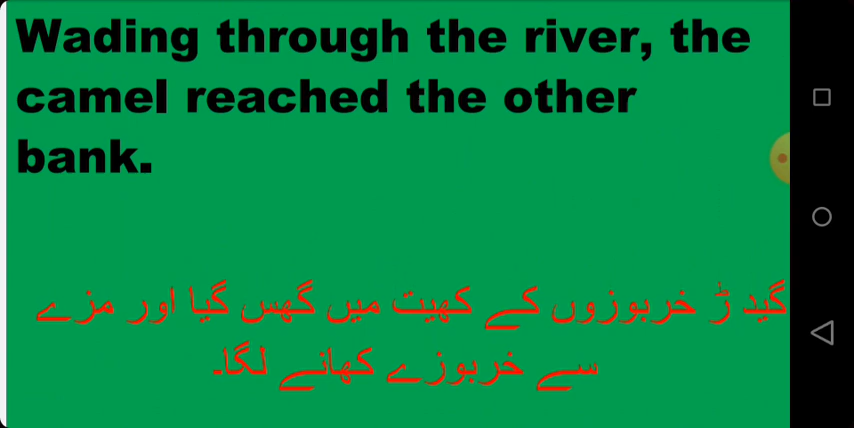 Wading through the river, the
camel reached the other
bank.
گید ڑ خربوزوں کے کھیت میں گھس گیا اور مزے
سے خربوزے کھانے لگا۔